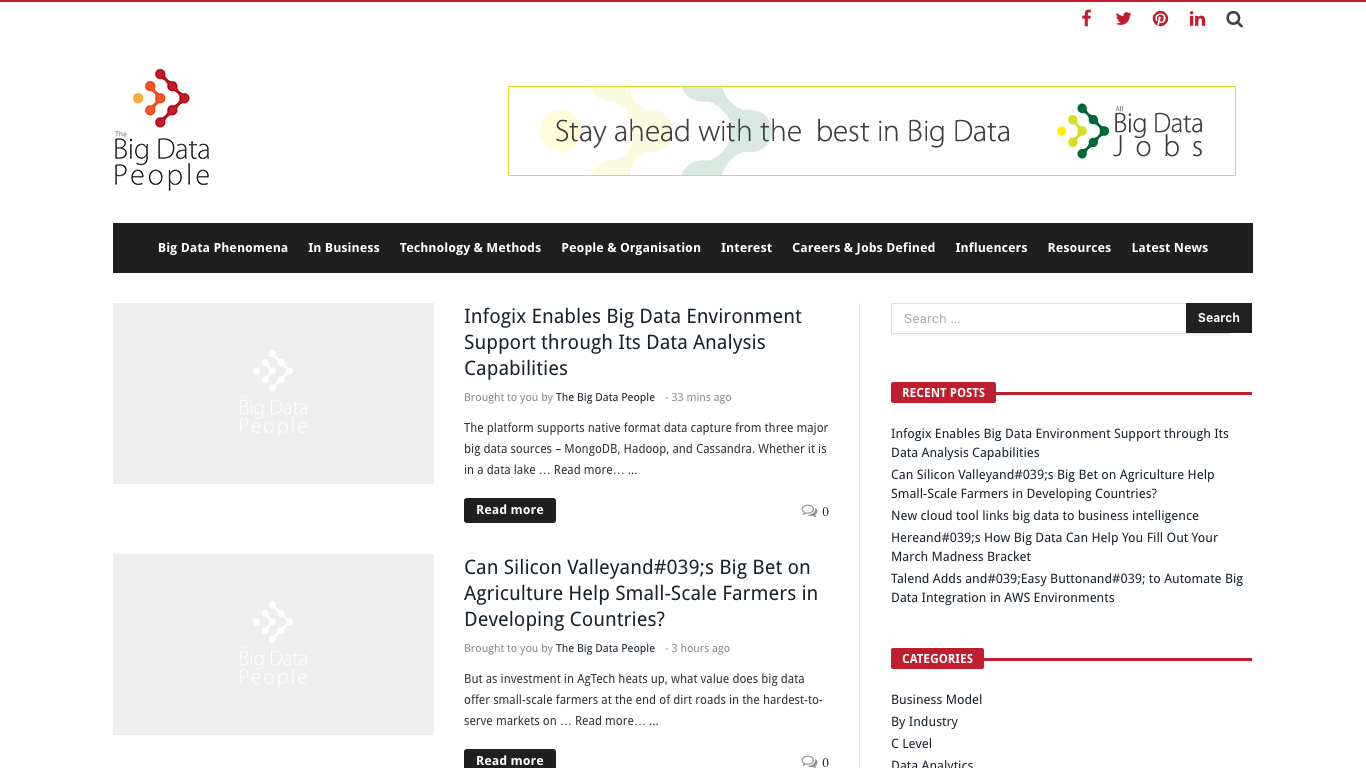 The
Big Data
People
Stay ahead with the best in Big Data
All
Big Data
Jobs
Big Data Phenomena In Business Technology & Methods People & Organisation Interest Careers & Jobs Defined Influencers Resources Latest News
Big Data
People
Infogix Enables Big Data Environment
Support through Its Data Analysis
Capabilities
Brought to you by The Big Data People - 33 mins ago
The platform supports native format data capture from three major
big data sources – MongoDB, Hadoop, and Cassandra. Whether it is
in a data lake … Read more… ...
Read more
0
Big Data
People
Can Silicon Valleyand#039;s Big Bet on
Agriculture Help Small-Scale Farmers in
Developing Countries?
Brought to you by The Big Data People - 3 hours ago
But as investment in AgTech heats up, what value does big data
offer small-scale farmers at the end of dirt roads in the hardest-to-
serve markets on … Read more… ...
Read more
0
Search ...
Search
RECENT POSTS
Infogix Enables Big Data Environment Support through Its
Data Analysis Capabilities
Can Silicon Valleyand#039;s Big Bet on Agriculture Help
Small-Scale Farmers in Developing Countries?
New cloud tool links big data to business intelligence
Hereand#039;s How Big Data Can Help You Fill Out Your
March Madness Bracket
Talend Adds and#039;Easy Buttonand#039; to Automate Big
Data Integration in AWS Environments
CATEGORIES
Business Model
By Industry
C Level
Data Analytics